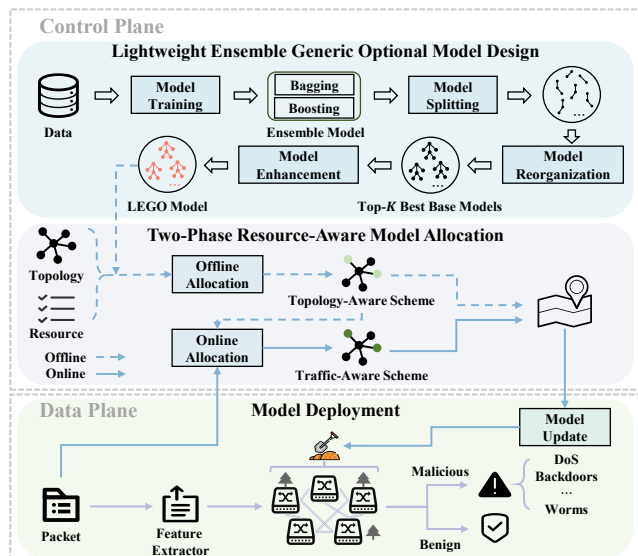 Control Plane
Lightweight Ensemble Generic Optional Model Design
Data
Model
Training
Bagging
Boosting
Ensemble Model
Model
Splitting
...
Model
Reorganization
...
Top-K Best Base Models
Model
Enhancement
...
LEGO Model
Two-Phase Resource-Aware Model Allocation
Topology
Resource
Offline
Allocation
Topology-Aware Scheme
Online
Allocation
Traffic-Aware Scheme
Offline
Online
Data Plane
Model Deployment
Model
Update
Packet
Feature
Extractor
Malicious
Benign
DoS
Backdoors
...
Worms